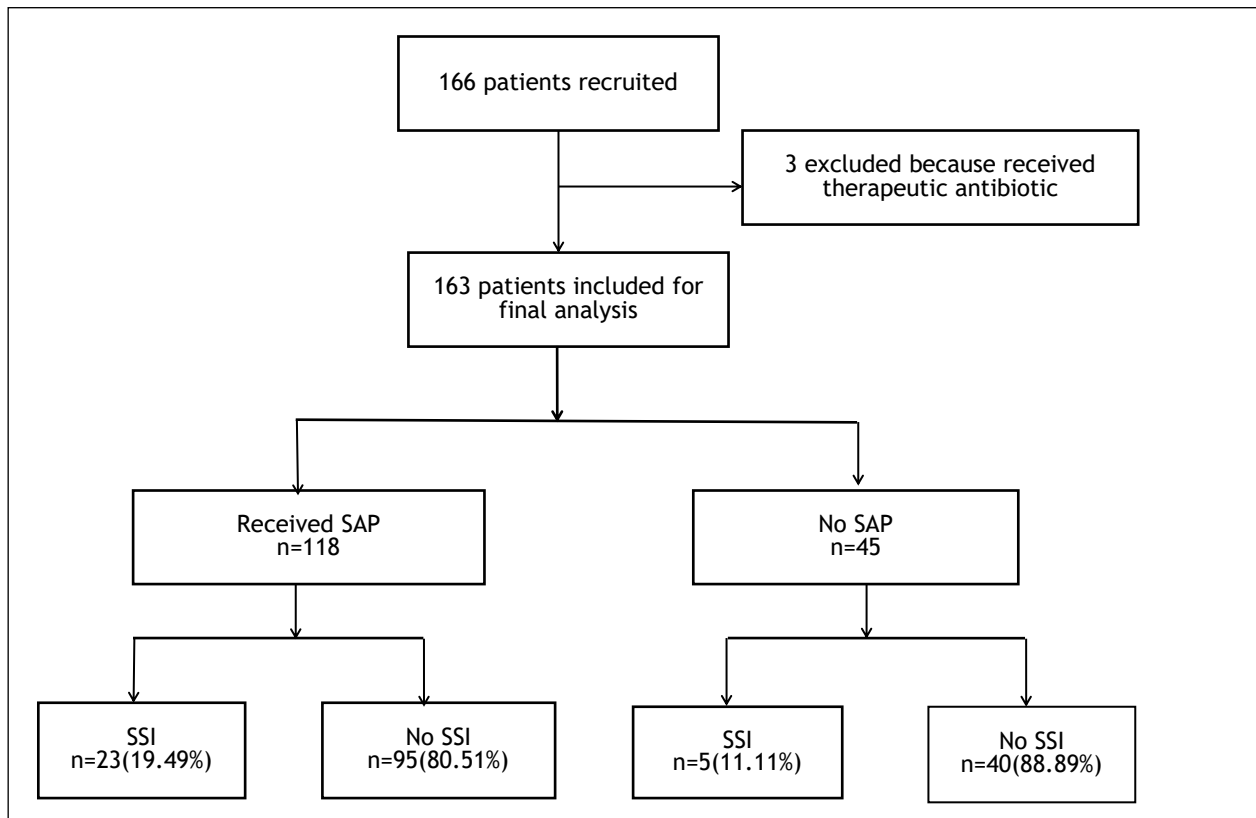 166 patients recruited
3 excluded because received
therapeutic antibiotic
163 patients included for
final analysis
Received SAP
n=118
No SAP
n=45
SSI
n=23(19.49%)
No SSI
n=95(80.51%)
SSI
n=5(11.11%)
No SSI
n=40(88.89%)